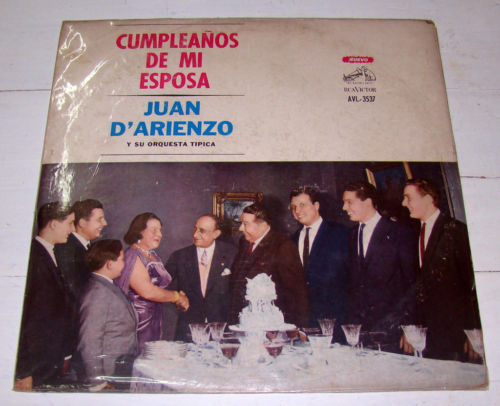 CUMPLEAÑOS
DE MI
ESPOSA
JUAN
D'ARIENZO
Y SU ORQUESTA TIPICA
NUEVO
RCA VICTOR
AVL-3537